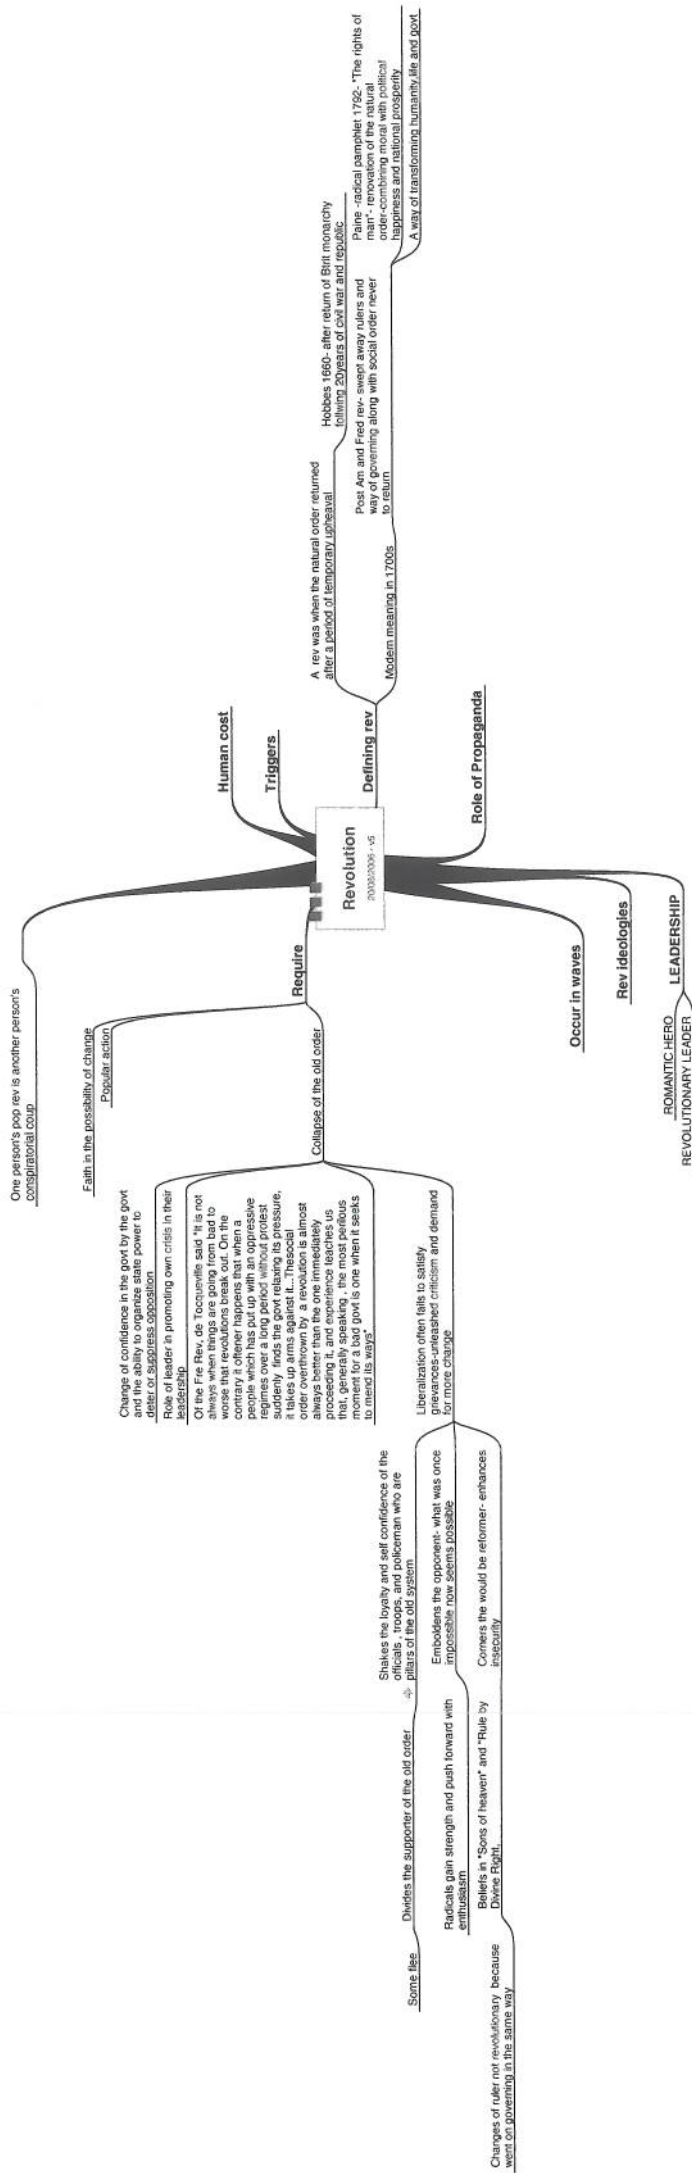 Revolution
20/06/2006 - v5
Human cost
Triggers
Defining rev
A rev was when the natural order returned
after a period of temporary upheaval
Hobbes 1660- after return of Btrit monarchy
follwing 20years of civil war and republic
Modern meaning in 1700s
Post Am and Fred rev- swept away rulers and
way of governing along with social order never
to return
Paine -radical pamphlet 1792- "The rights of
man"- renovation of the natural
order-combining moral with political
happiness and national prosperity
A way of transforming humanity,life and govt
Role of Propaganda
LEADERSHIP
ROMANTIC HERO
REVOLUTIONARY LEADER
Rev ideologies
Occur in waves
Require
Faith in the possibility of change
Popular action
Collapse of the old order
Change of confidence in the govt by the govt
and the ability to organize state power to
deter or suppress opposition
Role of leader in promoting own crisis in their
leadership
Of the Fre Rev, de Tocqueville said "it is not
always when things are going from bad to
worse that revolutions break out. On the
contrary it oftener happens that when a
people which has put up with an oppressive
regimes over a long period without protest
suddenly finds the govt relaxing its pressure,
it takes up arms against it...Thesocial
order overthrown by a revolution is almost
always better than the one immediately
proceeding it, and experience teaches us
that, generally speaking , the most perilous
moment for a bad govt is one when it seeks
to mend its ways"
Liberalization often fails to satisfy
grievances-unleashed criticism and demand
for more change
Shakes the loyalty and self confidence of the
officials , troops, and policeman who are
pillars of the old system
Divides the supporter of the old order
Some flee
Emboldens the opponent- what was once
impossible now seems possible
Radicals gain strength and push forward with
enthusiasm
Corners the would be reformer- enhances
insecurity
Beliefs in "Sons of heaven" and "Rule by
Divine Right,
Changes of ruler not revolutionary because
went on governing in the same way
One person's pop rev is another person's
conspiratorial coup